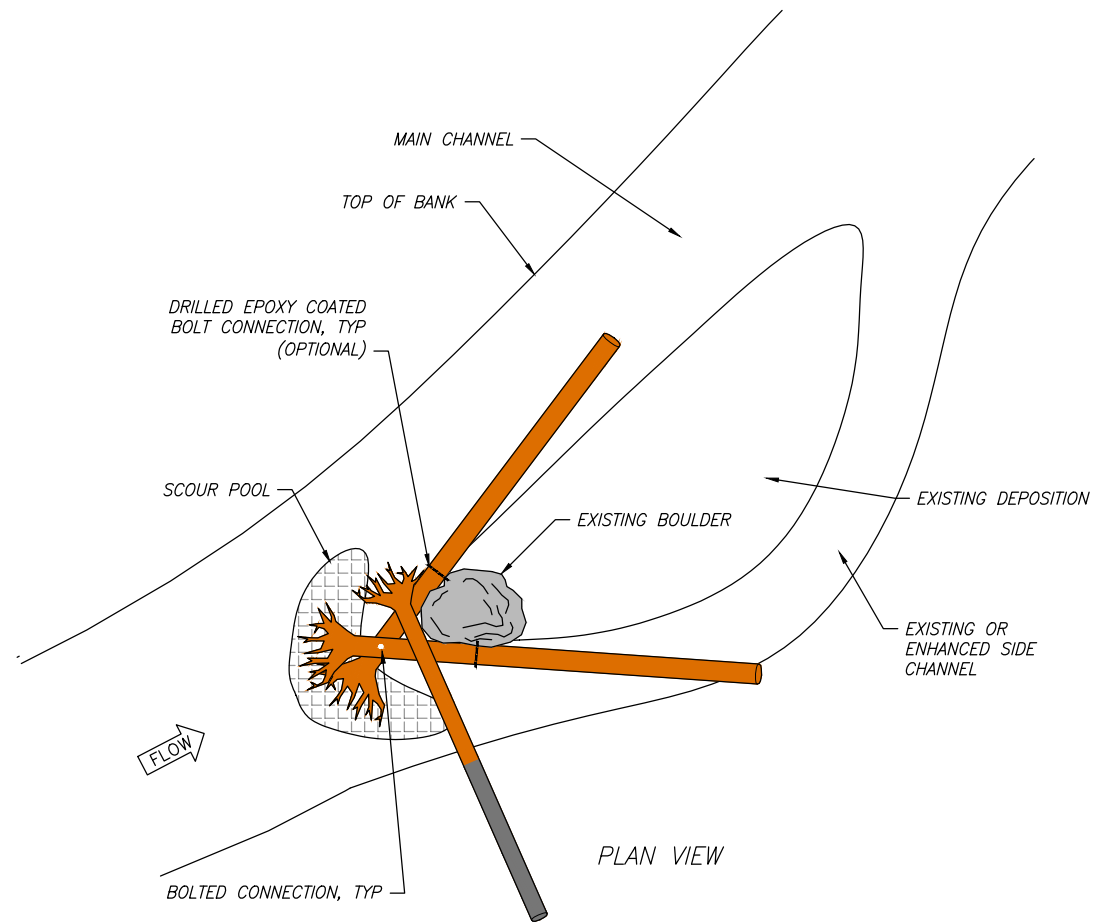 MAIN CHANNEL
TOP OF BANK
DRILLED EPOXY COATED
BOLT CONNECTION, TYP
(OPTIONAL)
SCOUR POOL
EXISTING BOULDER
EXISTING DEPOSITION
EXISTING OR
ENHANCED SIDE
CHANNEL
FLOW
PLAN VIEW
BOLTED CONNECTION, TYP